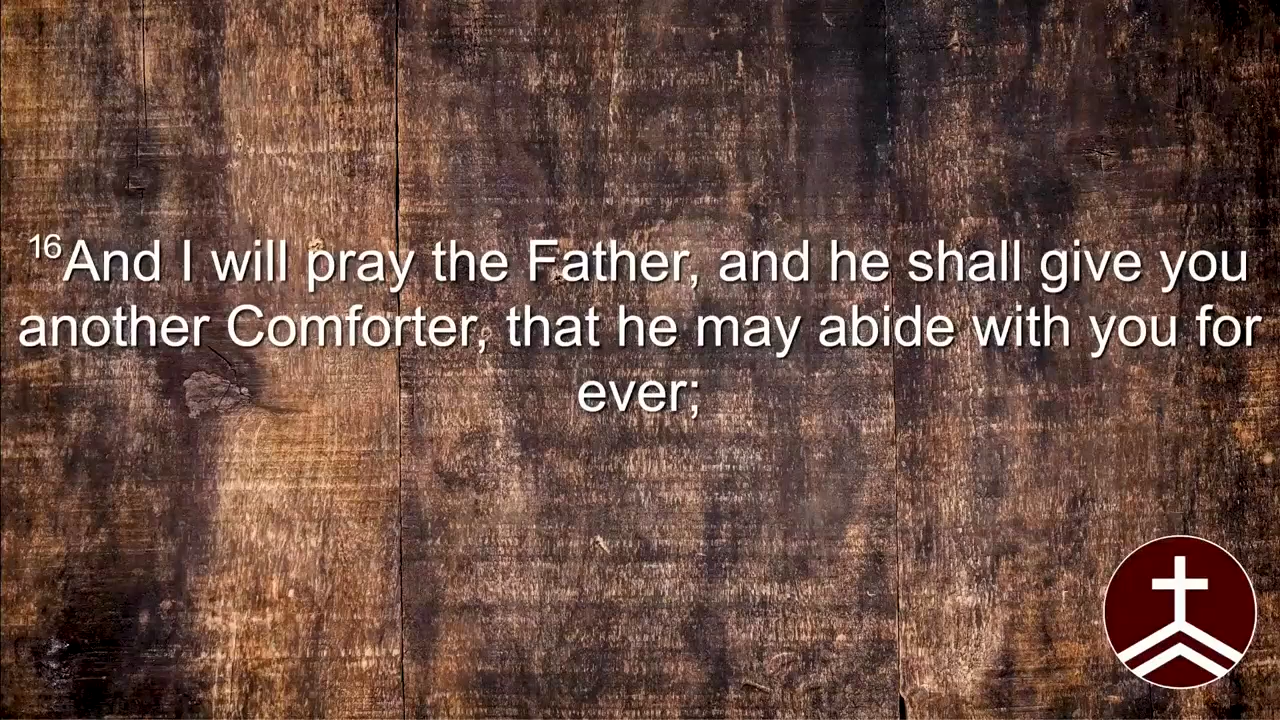 16And I will pray the Father, and he shall give you
another Comforter, that he may abide with you for
ever;